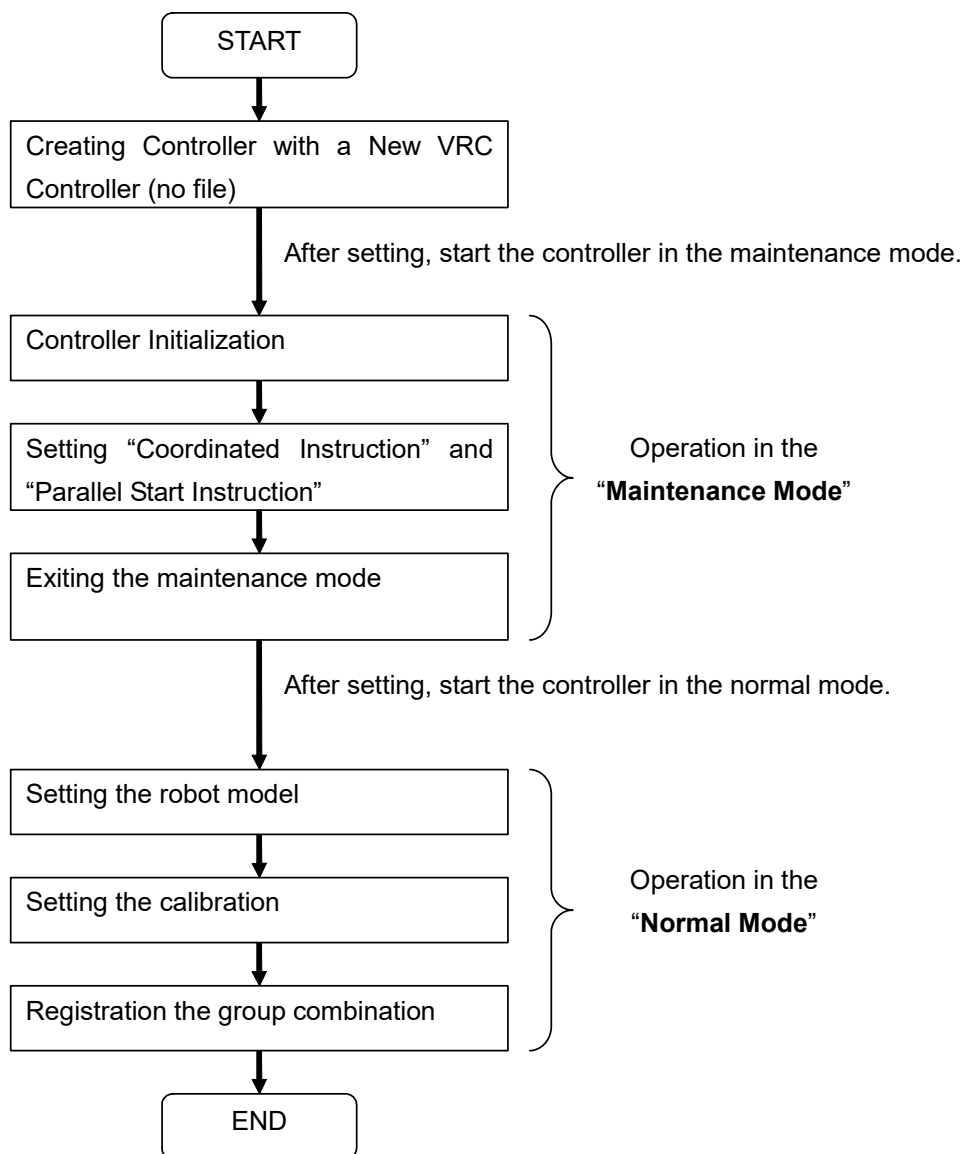 START
Creating Controller with a New VRC
Controller (no file)
After setting, start the controller in the maintenance mode.
Controller Initialization
Setting “Coordinated Instruction” and
“Parallel Start Instruction”
Operation in the
“Maintenance Mode”
Exiting the maintenance mode
After setting, start the controller in the normal mode.
Setting the robot model
Setting the calibration
Operation in the
“Normal Mode”
Registration the group combination
END